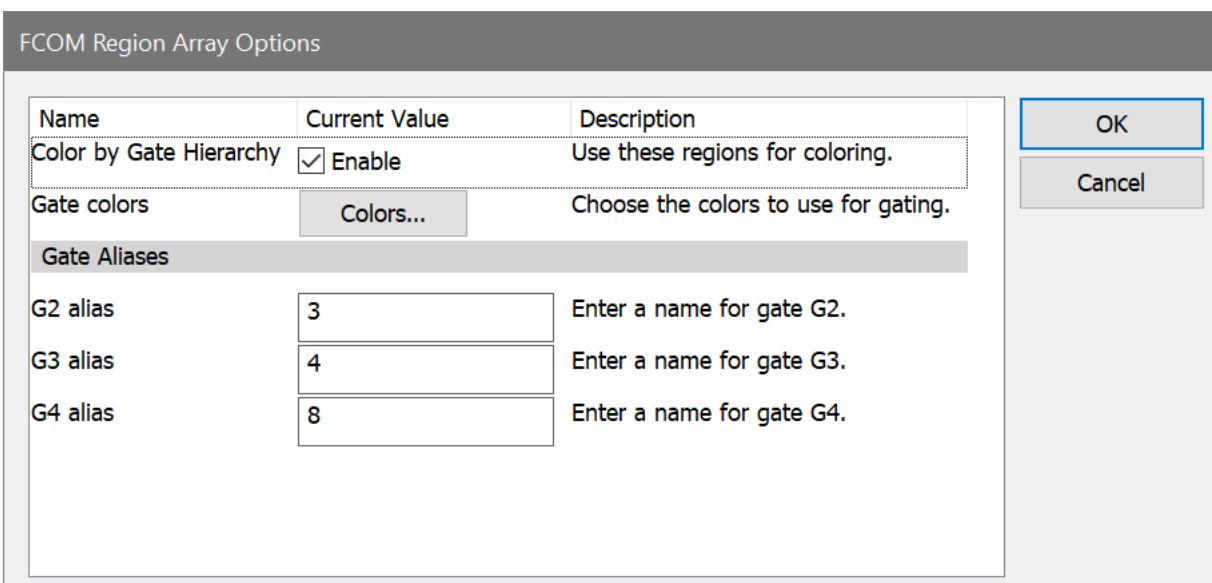 FCOM Region Array Options
Name Current Value Description
Color by Gate Hierarchy Enable Use these regions for coloring.
Gate colors Colors... Choose the colors to use for gating.
Gate Aliases
G2 alias 3 Enter a name for gate G2.
G3 alias 4 Enter a name for gate G3.
G4 alias 8 Enter a name for gate G4.
OK
Cancel